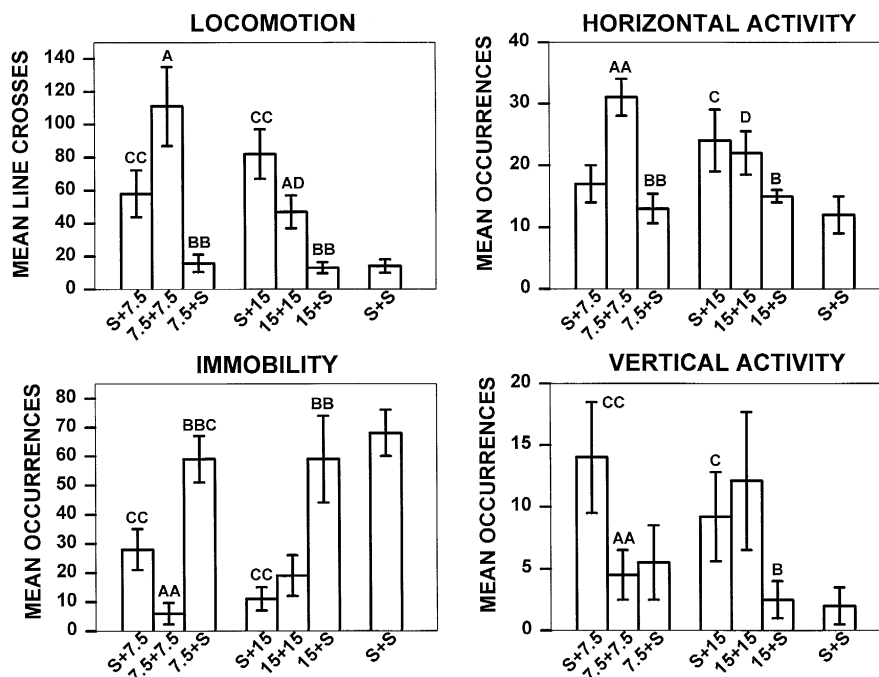 LOCOMOTION
MEAN LINE CROSSES
140
120
100
80
60
40
20
0
CC
A
BB
CC
AD
BB
S+7.5
7.5+7.5
7.5+S
S+15
15+15
15+S
S+S
HORIZONTAL ACTIVITY
MEAN OCCURRENCES
40
30
20
10
0
AA
BB
C
D
B
S+7.5
7.5+7.5
7.5+S
S+15
15+15
15+S
S+S
IMMOBILITY
MEAN OCCURRENCES
80
70
60
50
40
30
20
10
0
CC
AA
BBC
CC
BB
S+7.5
7.5+7.5
7.5+S
S+15
15+15
15+S
S+S
VERTICAL ACTIVITY
MEAN OCCURRENCES
20
15
10
5
0
CC
AA
C
B
S+7.5
7.5+7.5
7.5+S
S+15
15+15
15+S
S+S